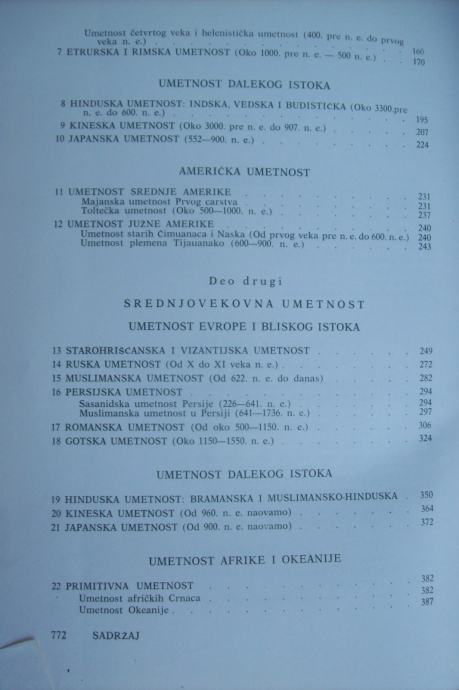 Umetnost četvrtog veka i helenistička umetnost (400. pre n. e. do prvog
veka n. e.) . . . . . . . . . . 166
7 ETRURSKA I RIMSKA UMETNOST (Oko 1000. pre n. e. — 500 n. e.) . . 170
UMETNOST DALEKOG ISTOKA
8 HINDUSKA UMETNOST: INDSKA, VEDSKA I BUDISTIČKA (Oko 3300. pre
n. e. do 600. n. e.) . . . . . . . . . 195
9 KINESKA UMETNOST (Oko 3000. pre n. e. do 907. n. e.) . . . . 207
10 JAPANSKA UMETNOST (552—900. n. e.) . . . . . . . 224
AMERIČKA UMETNOST
11 UMETNOST SREDNJE AMERIKE . . . . . . . . 231
Majanska umetnost Prvog carstva . . . . . . . 231
Toltečka umetnost (Oko 500—1000. n. e.) . . . . . . 237
12 UMETNOST JUŽNE AMERIKE . . . . . . . . 240
Umetnost starih Čimuanaca i Naska (Od prvog veka pre n. e. do 600. n. e.) 240
Umetnost plemena Tijauanako (600—900. n. e.) . . . . . 243
Deo drugi
SREDNJOVEKOVNA UMETNOST
UMETNOST EVROPE I BLISKOG ISTOKA
13 STAROHRIŠĆANSKA I VIZANTIJSKA UMETNOST . . . . . 249
14 RUSKA UMETNOST (Od X do XI veka n. e.) . . . . . . 272
15 MUSLIMANSKA UMETNOST (Od 622. n. e. do danas) . . . . 282
16 PERSIJSKA UMETNOST . . . . . . . . . 294
Sasanidska umetnost Persije (226—641. n. e.) . . . . . 294
Muslimanska umetnost u Persiji (641—1736. n. e.) . . . . 297
17 ROMANSKA UMETNOST (Od oko 500—1150. n. e.) . . . . . 306
18 GOTSKA UMETNOST (Oko 1150—1550. n. e.) . . . . . . 324
UMETNOST DALEKOG ISTOKA
19 HINDUSKA UMETNOST: BRAMANSKA I MUSLIMANSKO-HINDUSKA . 350
20 KINESKA UMETNOST (Od 960. n. e. naovamo) . . . . . 364
21 JAPANSKA UMETNOST (Od 900. n. e. naovamo) . . . . . 372
UMETNOST AFRIKE I OKEANIJE
22 PRIMITIVNA UMETNOST . . . . . . . . . 382
Umetnost afričkih Crnaca . . . . . . . . . 382
Umetnost Okeanije . . . . . . . . . . 387
772 SADRŽAJ